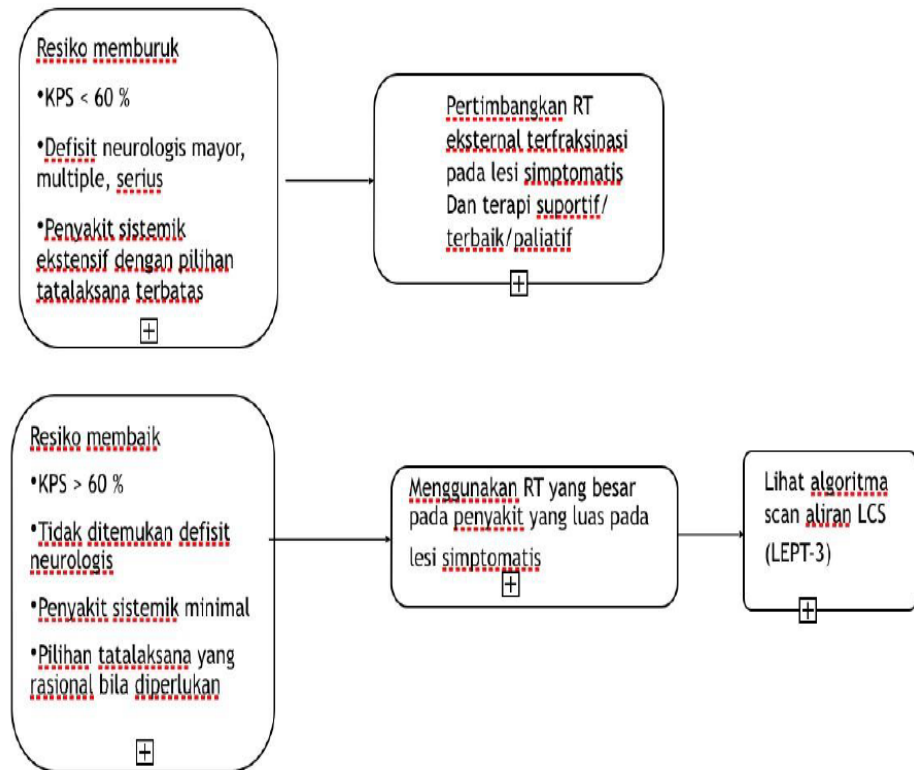 Resiko memburuk
•KPS < 60 %
•Defisit neurologis mayor,
multiple, serius
•Penyakit sistemik
ekstensif dengan pilihan
tatalaksana terbatas
Pertimbangkan RT
eksternal terfraksinasi
pada lesi simptomatis
Dan terapi suportif/
terbaik/paliatif
Resiko membaik
•KPS > 60 %
•Tidak ditemukan defisit
neurologis
•Penyakit sistemik minimal
•Pilihan tatalaksana yang
rasional bila diperlukan
Menggunakan RT yang besar
pada penyakit yang luas pada
lesi simptomatis
Lihat algoritma
scan aliran LCS
(LEPT-3)